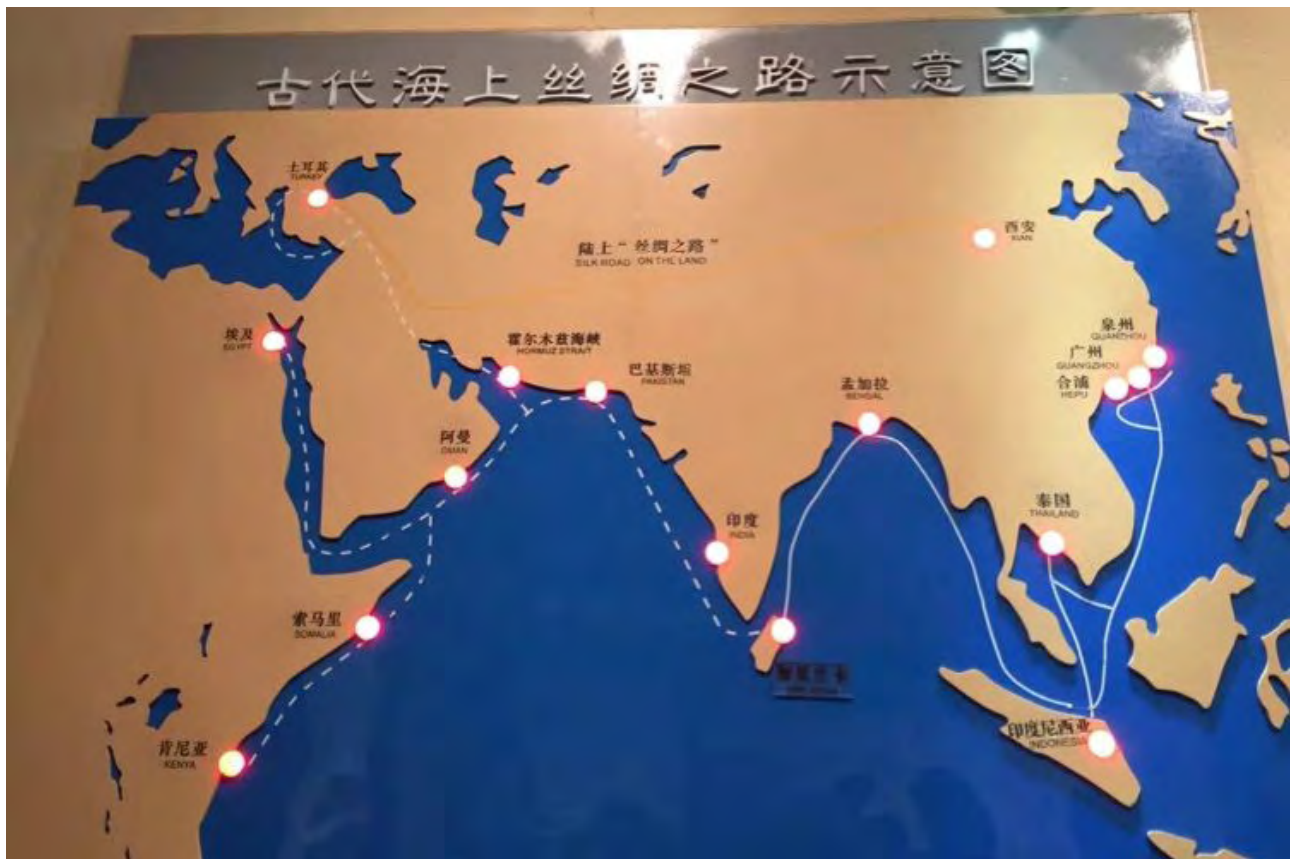 古代海上丝绸之路示意图
土耳其
TURKEY
陆上“丝绸之路”
SILK ROAD ON THE LAND
西安
XIAN
埃及
EGYPT
霍尔木兹海峡
HORMUZ STRAIT
巴基斯坦
PAKISTAN
孟加拉
BENGAL
泉州
QUANZHOU
广州
GUANGZHOU
合浦
HEPU
阿曼
OMAN
印度
INDIA
泰国
THAILAND
索马里
SOMALIA
斯里兰卡
肯尼亚
KENYA
印度尼西亚
INDONESIA